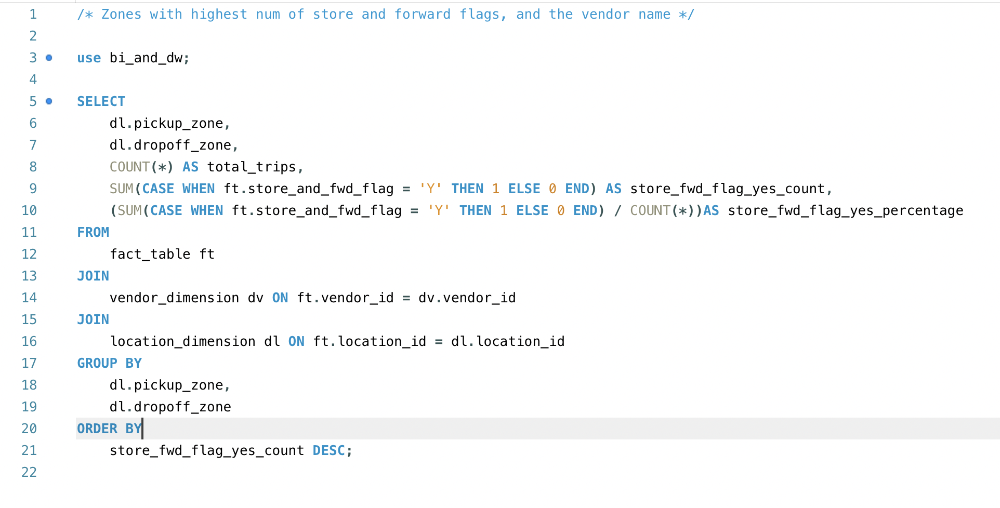 1 /* Zones with highest num of store and forward flags, and the vendor name */
2
3 use bi_and_dw;
4
5 SELECT
6 dl.pickup_zone,
7 dl.dropoff_zone,
8 COUNT(*) AS total_trips,
9 SUM(CASE WHEN ft.store_and_fwd_flag = 'Y' THEN 1 ELSE 0 END) AS store_fwd_flag_yes_count,
10 (SUM(CASE WHEN ft.store_and_fwd_flag = 'Y' THEN 1 ELSE 0 END) / COUNT(*))AS store_fwd_flag_yes_percentage
11 FROM
12 fact_table ft
13 JOIN
14 vendor_dimension dv ON ft.vendor_id = dv.vendor_id
15 JOIN
16 location_dimension dl ON ft.location_id = dl.location_id
17 GROUP BY
18 dl.pickup_zone,
19 dl.dropoff_zone
20 ORDER BY
21 store_fwd_flag_yes_count DESC;
22